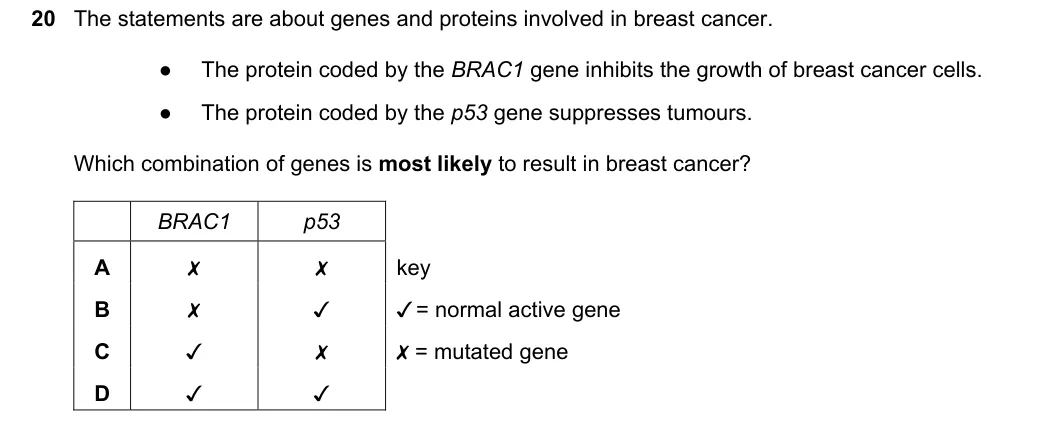 20 The statements are about genes and proteins involved in breast cancer.
● The protein coded by the BRAC1 gene inhibits the growth of breast cancer cells.
● The protein coded by the p53 gene suppresses tumours.
Which combination of genes is most likely to result in breast cancer?
BRAC1 p53
A ✗ ✗ key
B ✗ ✓ ✓ = normal active gene
C ✓ ✗ ✗ = mutated gene
D ✓ ✓